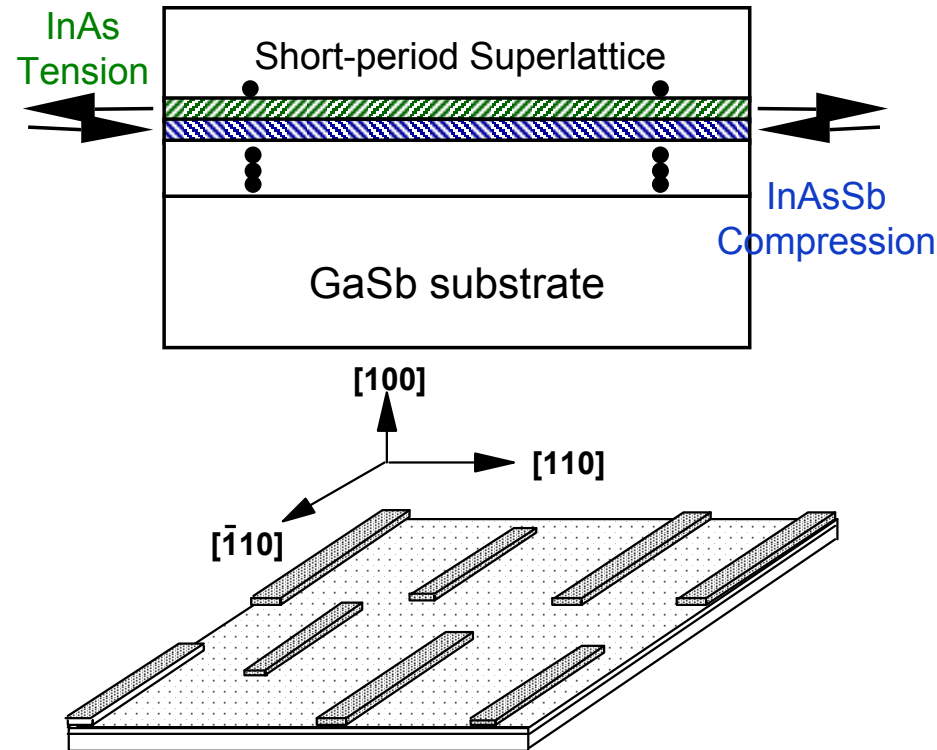 InAs
Tension
Short-period Superlattice
InAsSb
Compression
GaSb substrate
[100]
[110]
[1̄10]